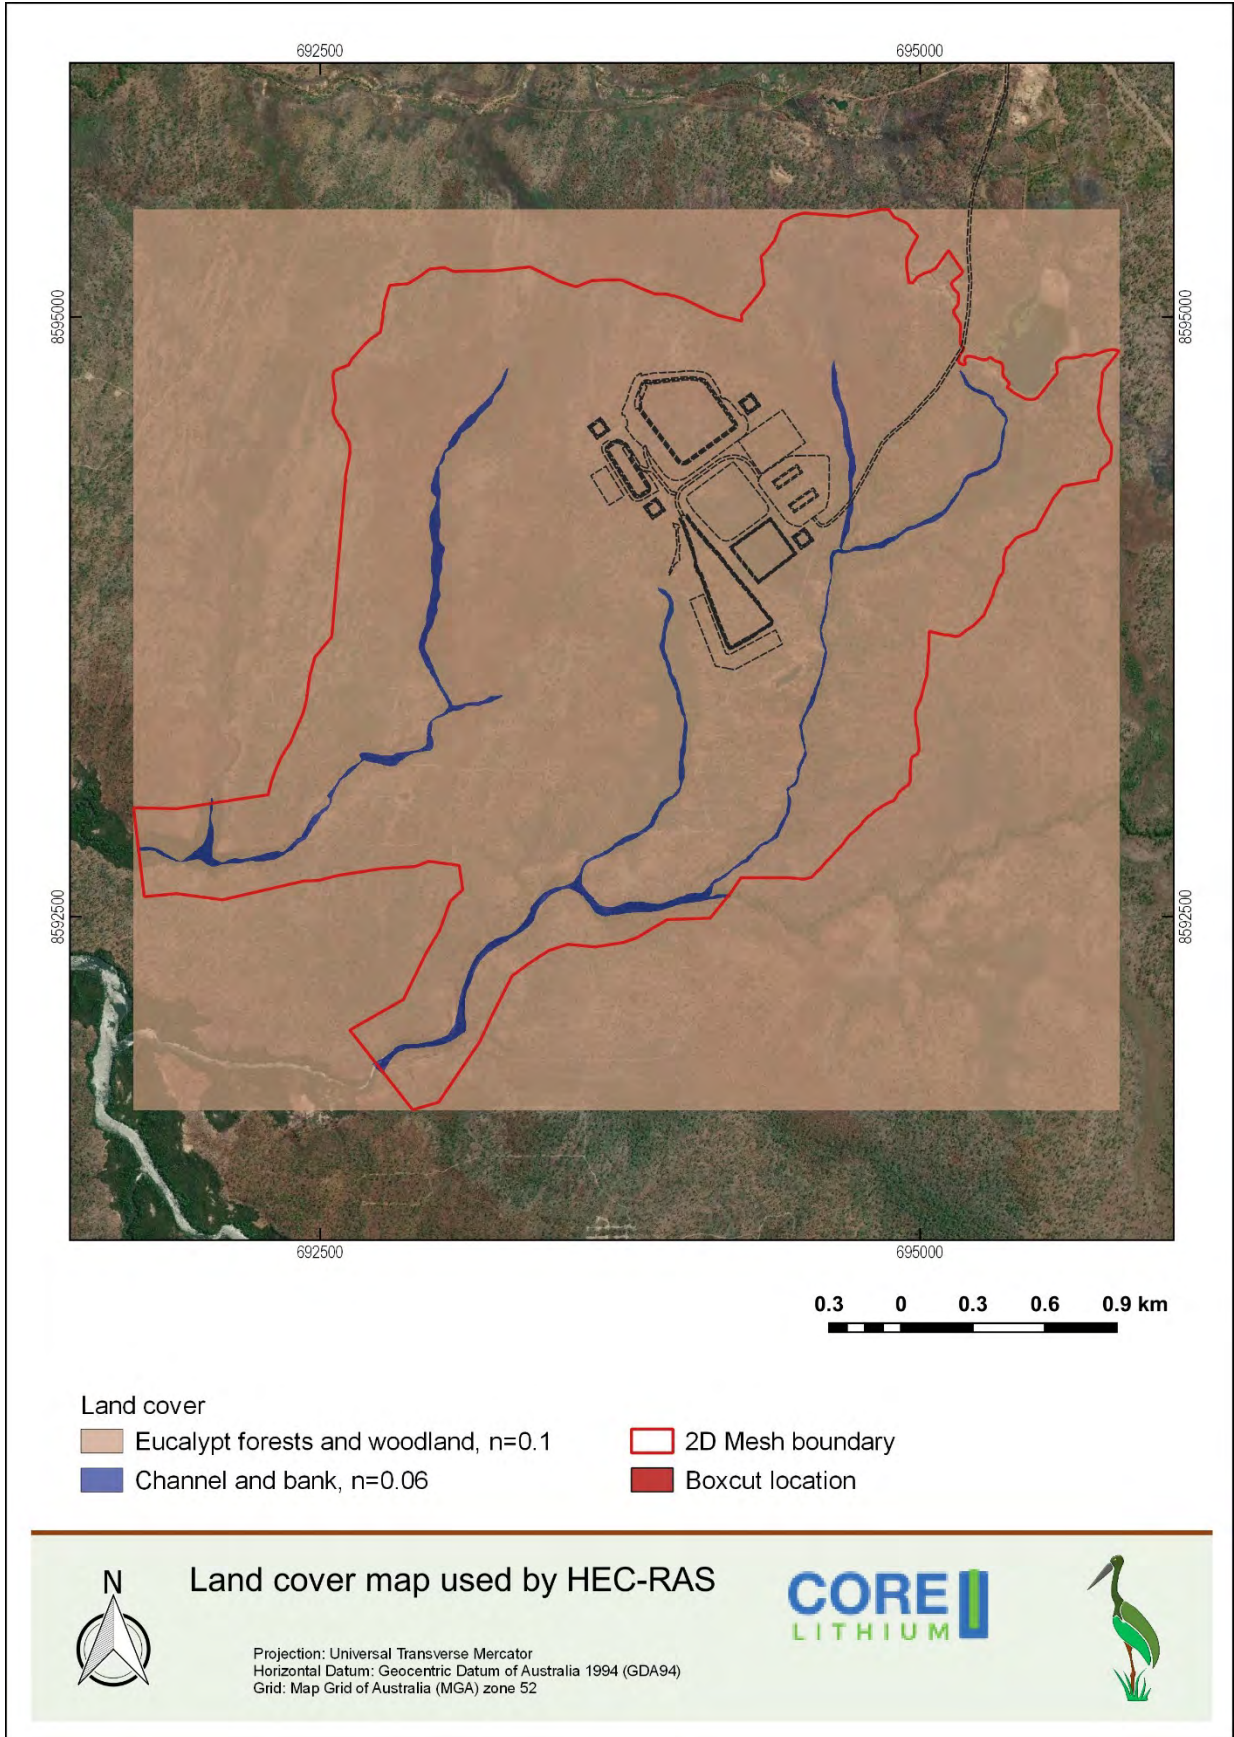 692500
695000
8595000
8595000
8592500
8592500
692500
695000
0.3 0 0.3 0.6 0.9 km
Land cover
Eucalypt forests and woodland, n=0.1
Channel and bank, n=0.06
2D Mesh boundary
Boxcut location
N
Land cover map used by HEC-RAS
Projection: Universal Transverse Mercator
Horizontal Datum: Geocentric Datum of Australia 1994 (GDA94)
Grid: Map Grid of Australia (MGA) zone 52
CORE
LITHIUM